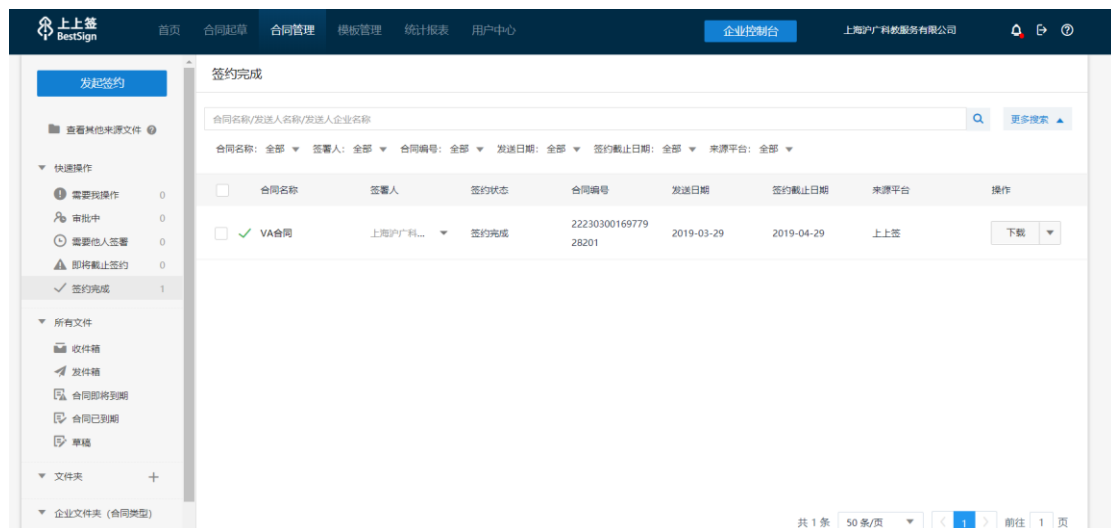 上上签
BestSign
首页 合同起草 合同管理 模板管理 统计报表 用户中心 企业控制台 上海沪广科教服务有限公司
发起签约
查看其他来源文件
快速操作
需要我操作 0
审批中 0
需要他人签署 0
即将截止签约 0
签约完成 1
所有文件
收件箱
发件箱
合同即将到期
合同已到期
草稿
文件夹 +
企业文件夹（合同类型）
签约完成
合同名称/发送人名称/发送人企业名称 更多搜索
合同名称：全部 签署人：全部 合同编号：全部 发送日期：全部 签约截止日期：全部 来源平台：全部
合同名称 签署人 签约状态 合同编号 发送日期 签约截止日期 来源平台 操作
VA合同 上海沪广科... 签约完成 22230300169779 2019-03-29 2019-04-29 上上签 下载
28201
共 1 条 50 条/页 < 1 > 前往 1 页